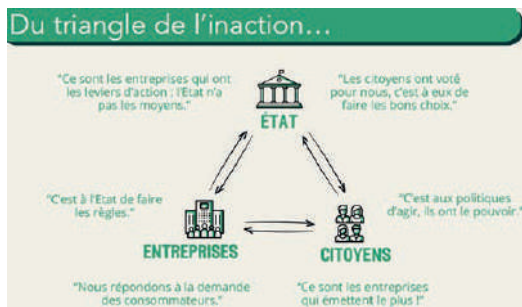 Du triangle de l'inaction...
"Ce sont les entreprises qui ont
les leviers d'action ; l'Etat n'a
pas les moyens."
"Les citoyens ont voté
pour nous, c'est à eux de
faire les bons choix."
ÉTAT
"C'est à l'Etat de faire
les règles."
"C'est aux politiques
d'agir, ils ont le pouvoir."
ENTREPRISES
CITOYENS
"Nous répondons à la demande
des consommateurs."
"Ce sont les entreprises
qui émettent le plus !"